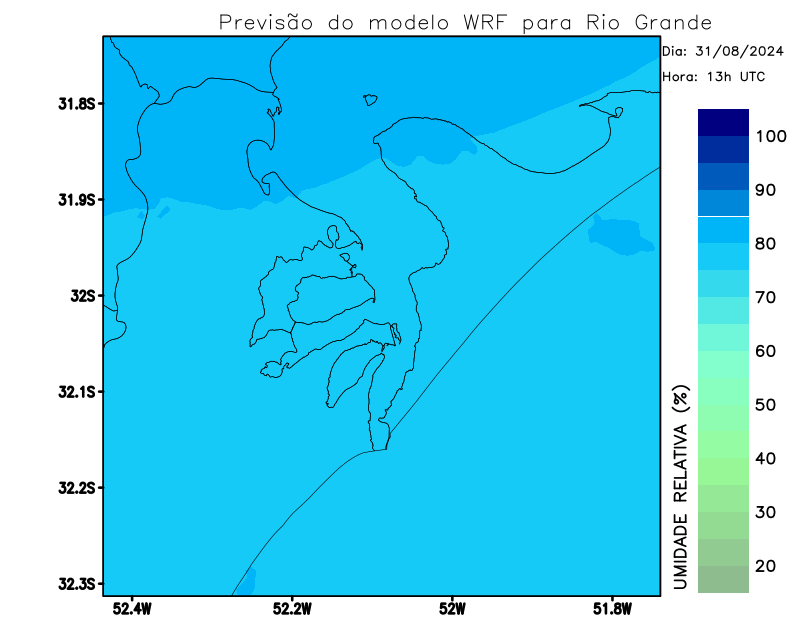 Previsão do modelo WRF para Rio Grande
Dia: 31/08/2024
Hora: 13h UTC
31.8S
31.9S
32S
32.1S
32.2S
32.3S
52.4W 52.2W 52W 51.8W
100
90
80
70
60
50
40
30
20
UMIDADE RELATIVA (%)